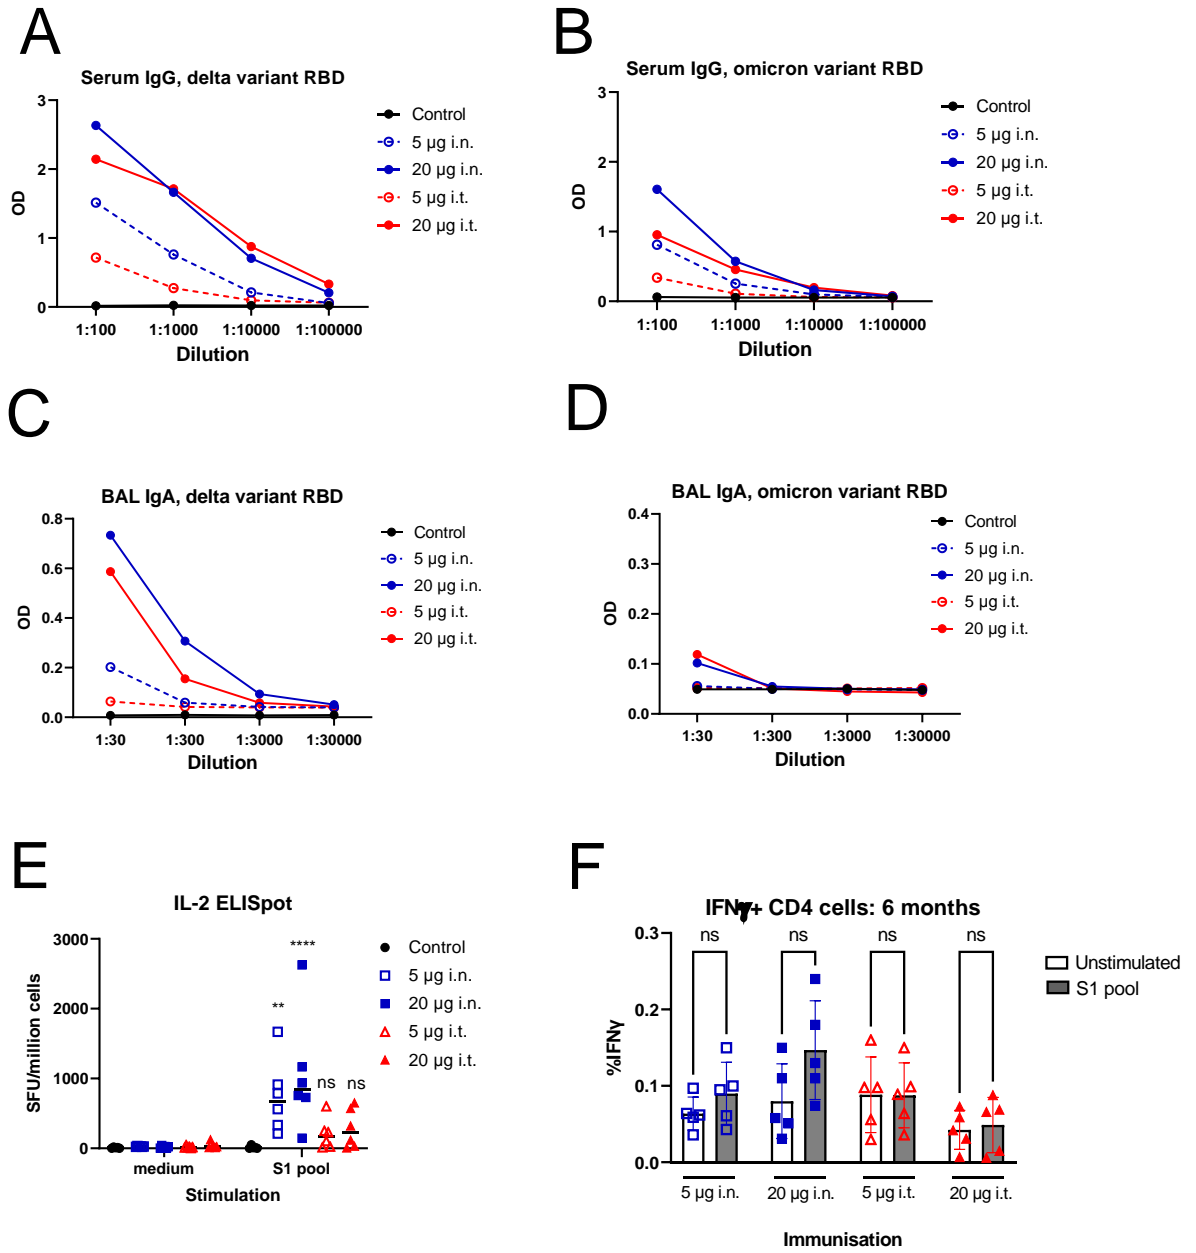 A
Serum IgG, delta variant RBD
3
2
1
0
OD
1:100
1:1000
1:10000
1:100000
Dilution
Control
5 µg i.n.
20 µg i.n.
5 µg i.t.
20 µg i.t.
B
Serum IgG, omicron variant RBD
3
2
1
0
OD
1:100
1:1000
1:10000
1:100000
Dilution
Control
5 µg i.n.
20 µg i.n.
5 µg i.t.
20 µg i.t.
C
BAL IgA, delta variant RBD
0.8
0.6
0.4
0.2
0.0
OD
1:30
1:300
1:3000
1:30000
Dilution
Control
5 µg i.n.
20 µg i.n.
5 µg i.t.
20 µg i.t.
D
BAL IgA, omicron variant RBD
0.4
0.3
0.2
0.1
0.0
OD
1:30
1:300
1:3000
1:30000
Dilution
Control
5 µg i.n.
20 µg i.n.
5 µg i.t.
20 µg i.t.
E
IL-2 ELISpot
3000
2000
1000
0
SFU/million cells
**
****
ns
ns
medium
S1 pool
Stimulation
Control
5 µg i.n.
20 µg i.n.
5 µg i.t.
20 µg i.t.
F
IFNγ+ CD4 cells: 6 months
0.3
0.2
0.1
0.0
%IFNγ
ns
ns
ns
ns
5 µg i.n.
20 µg i.n.
5 µg i.t.
20 µg i.t.
Immunisation
Unstimulated
S1 pool